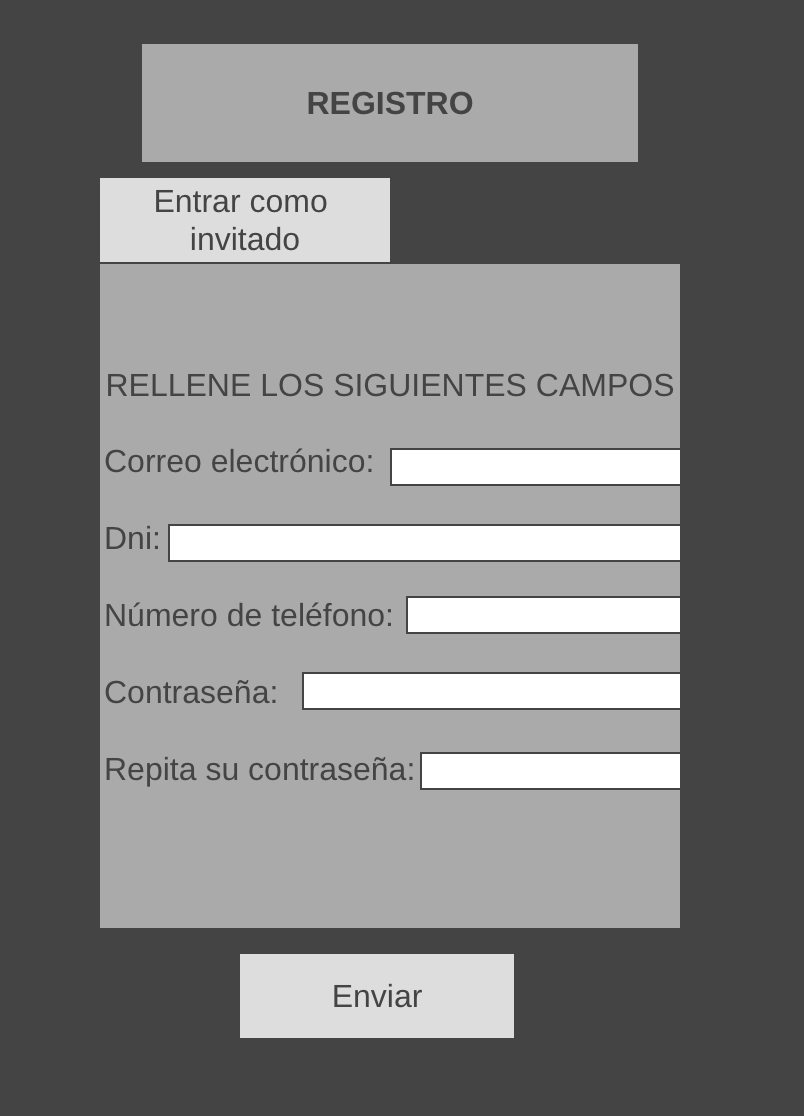 REGISTRO
Entrar como
invitado
RELLENE LOS SIGUIENTES CAMPOS
Correo electrónico:
Dni:
Número de teléfono:
Contraseña:
Repita su contraseña:
Enviar